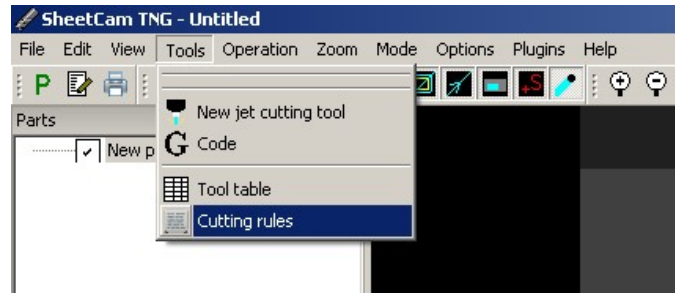 SheetCam TNG - Untitled
File Edit View Tools Operation Zoom Mode Options Plugins Help
P +S
Parts
New jet cutting tool
New p
G Code
Tool table
Cutting rules